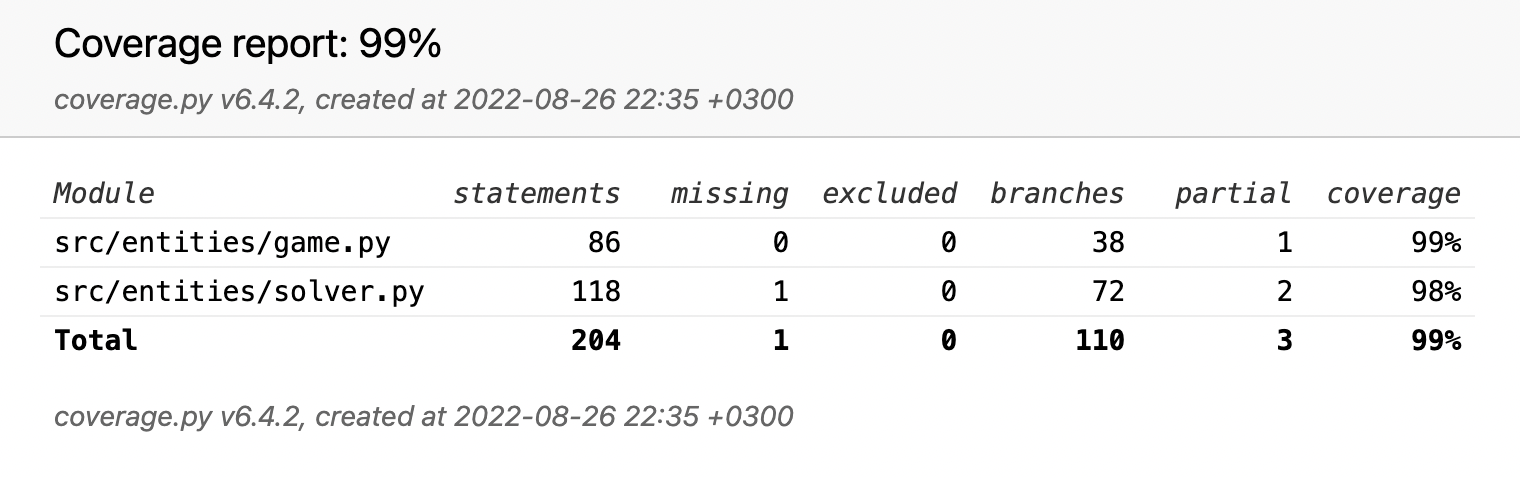 Coverage report: 99%
coverage.py v6.4.2, created at 2022-08-26 22:35 +0300
Module statements missing excluded branches partial coverage
src/entities/game.py 86 0 0 38 1 99%
src/entities/solver.py 118 1 0 72 2 98%
Total 204 1 0 110 3 99%
coverage.py v6.4.2, created at 2022-08-26 22:35 +0300